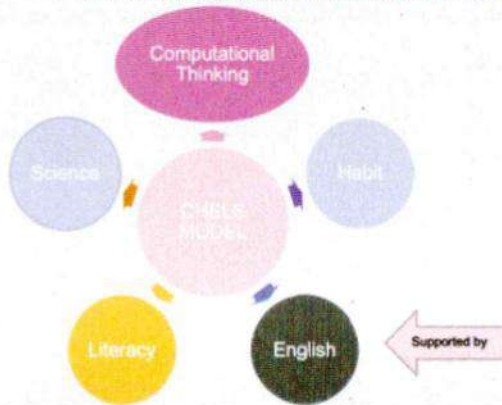 Computational
Thinking
Science
Habit
CHELS
MODEL
Literacy
English
Supported by